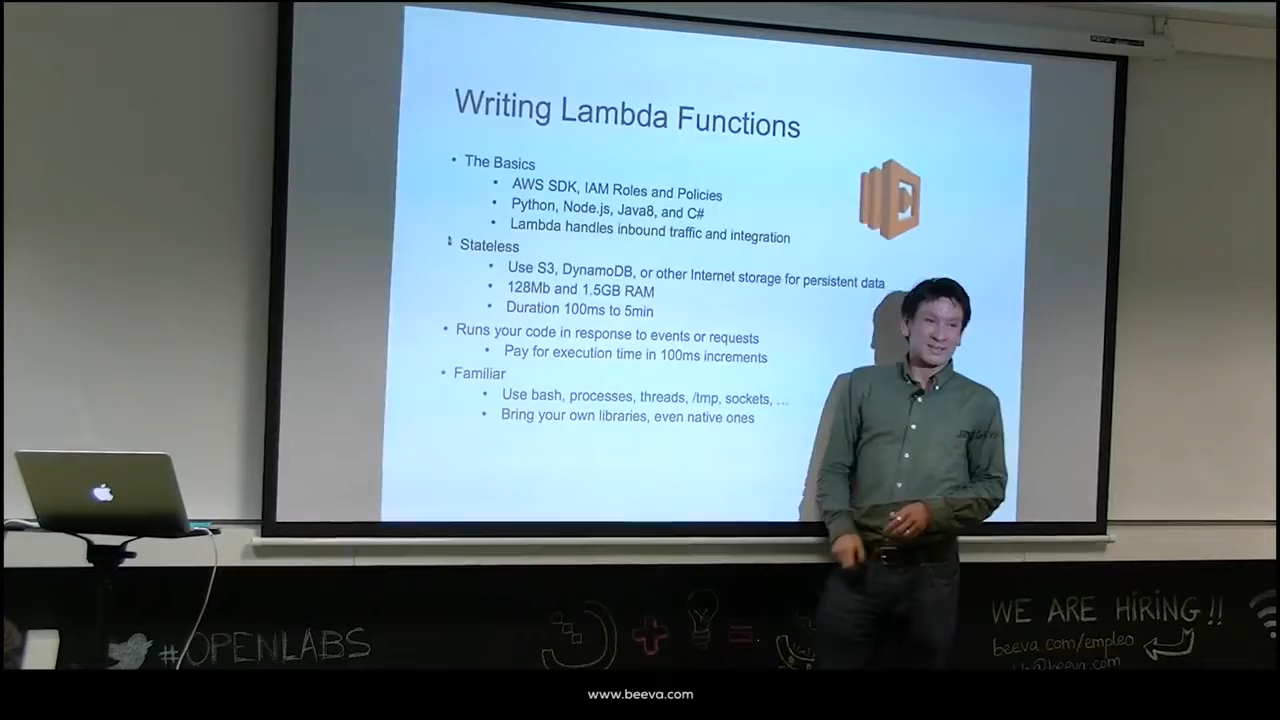 Writing Lambda Functions
• The Basics
• AWS SDK, IAM Roles and Policies
• Python, Node.js, Java8, and C#
• Lambda handles inbound traffic and integration
• Stateless
• Use S3, DynamoDB, or other Internet storage for persistent data
• 128Mb and 1.5GB RAM
• Duration 100ms to 5min
• Runs your code in response to events or requests
• Pay for execution time in 100ms increments
• Familiar
• Use bash, processes, threads, /tmp, sockets, ...
• Bring your own libraries, even native ones
#OPENLABS
+
=
WE ARE HIRING !!
beeva.com/empleo
www.beeva.com